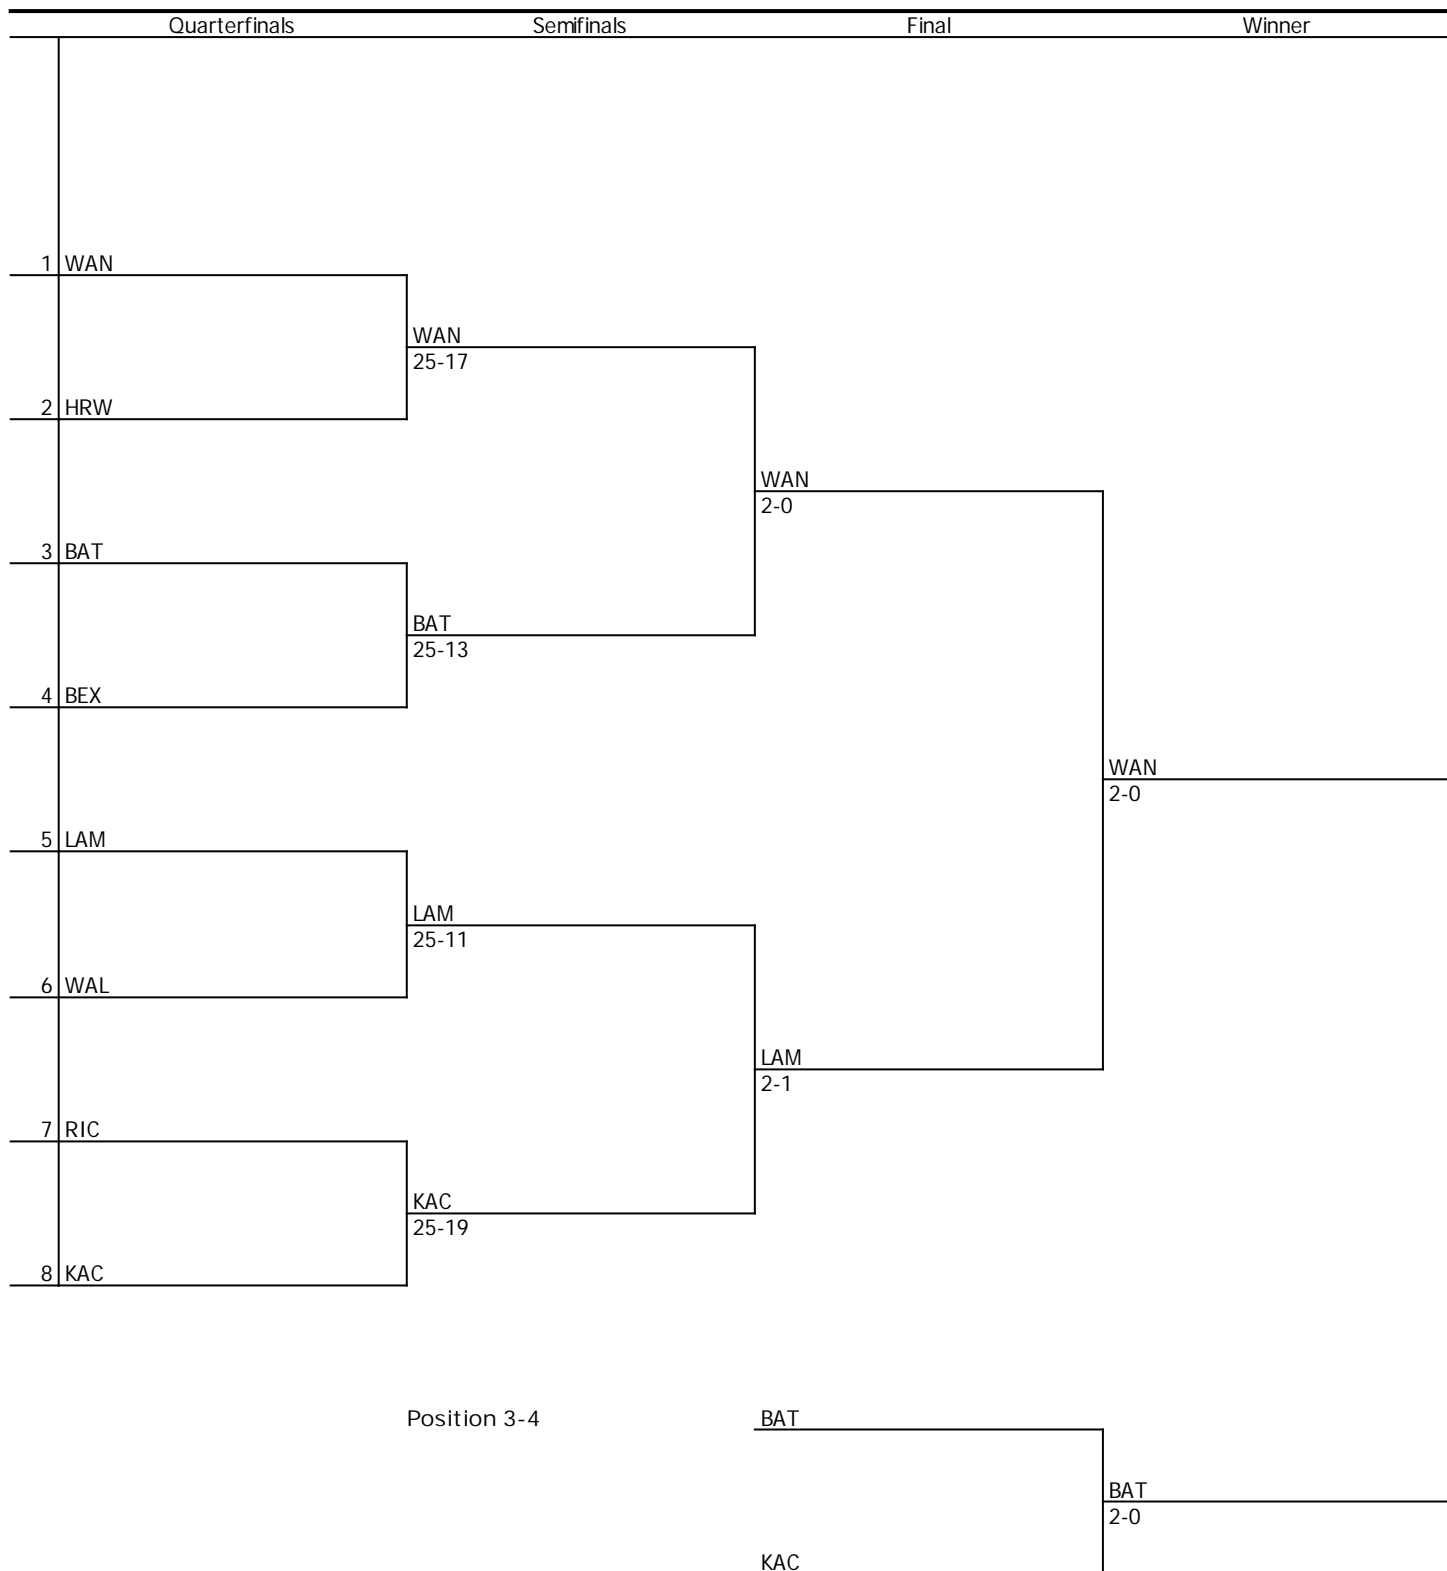 Quarterfinals Semifinals Final Winner
1 WAN
WAN
25-17
2 HRW
WAN
2-0
3 BAT
BAT
25-13
4 BEX
WAN
2-0
5 LAM
LAM
25-11
6 WAL
LAM
2-1
7 RIC
KAC
25-19
8 KAC
Position 3-4 BAT
BAT
2-0
KAC